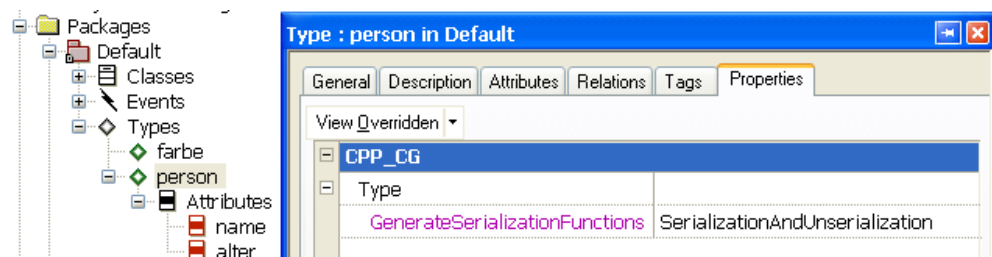 Packages
Default
Classes
Events
Types
farbe
person
Attributes
name
alter
Type : person in Default
General Description Attributes Relations Tags Properties
View Overridden
CPP_CG
Type
GenerateSerializationFunctions SerializationAndUnserialization